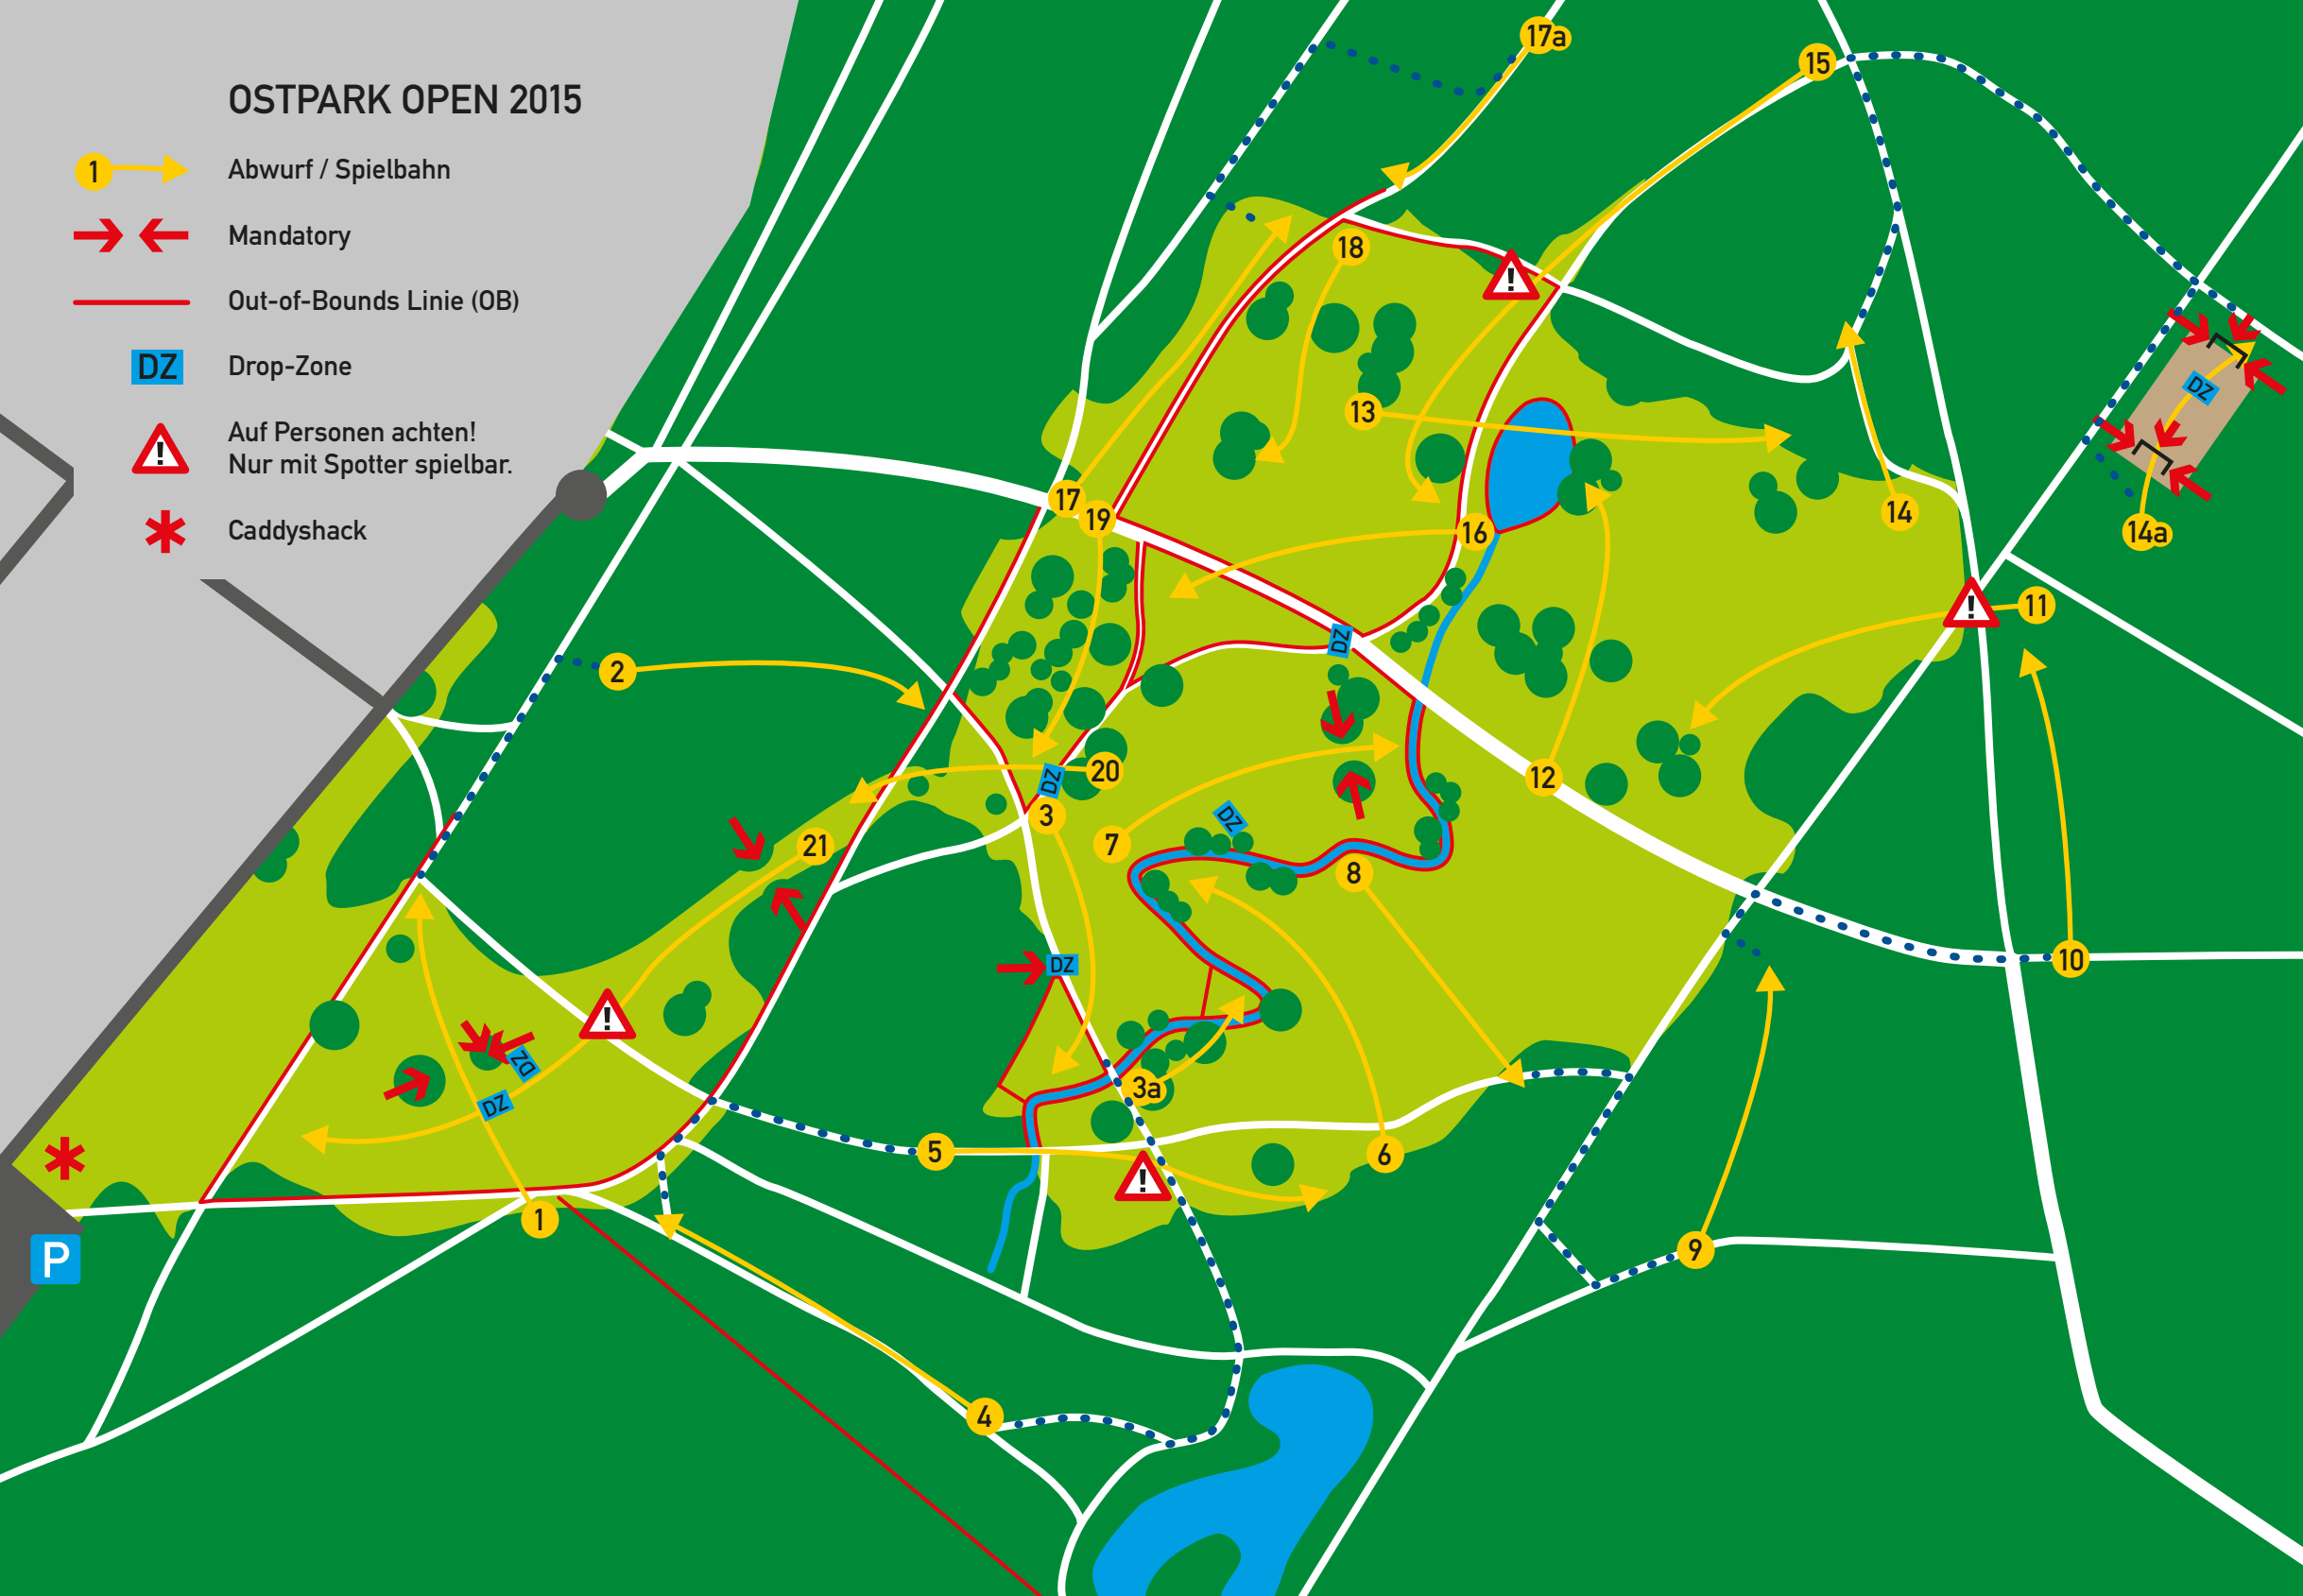 OSTPARK OPEN 2015
1 Abwurf / Spielbahn
Mandatory
Out-of-Bounds Linie (OB)
DZ Drop-Zone
! Auf Personen achten!
Nur mit Spotter spielbar.
Caddyshack
17a
15
18
!
DZ
13
17
19
16
14
14a
!
11
DZ
2
20
DZ
12
3
DZ
21
7
8
DZ
10
!
DZ
DZ
3a
5
6
!
1
P
9
4